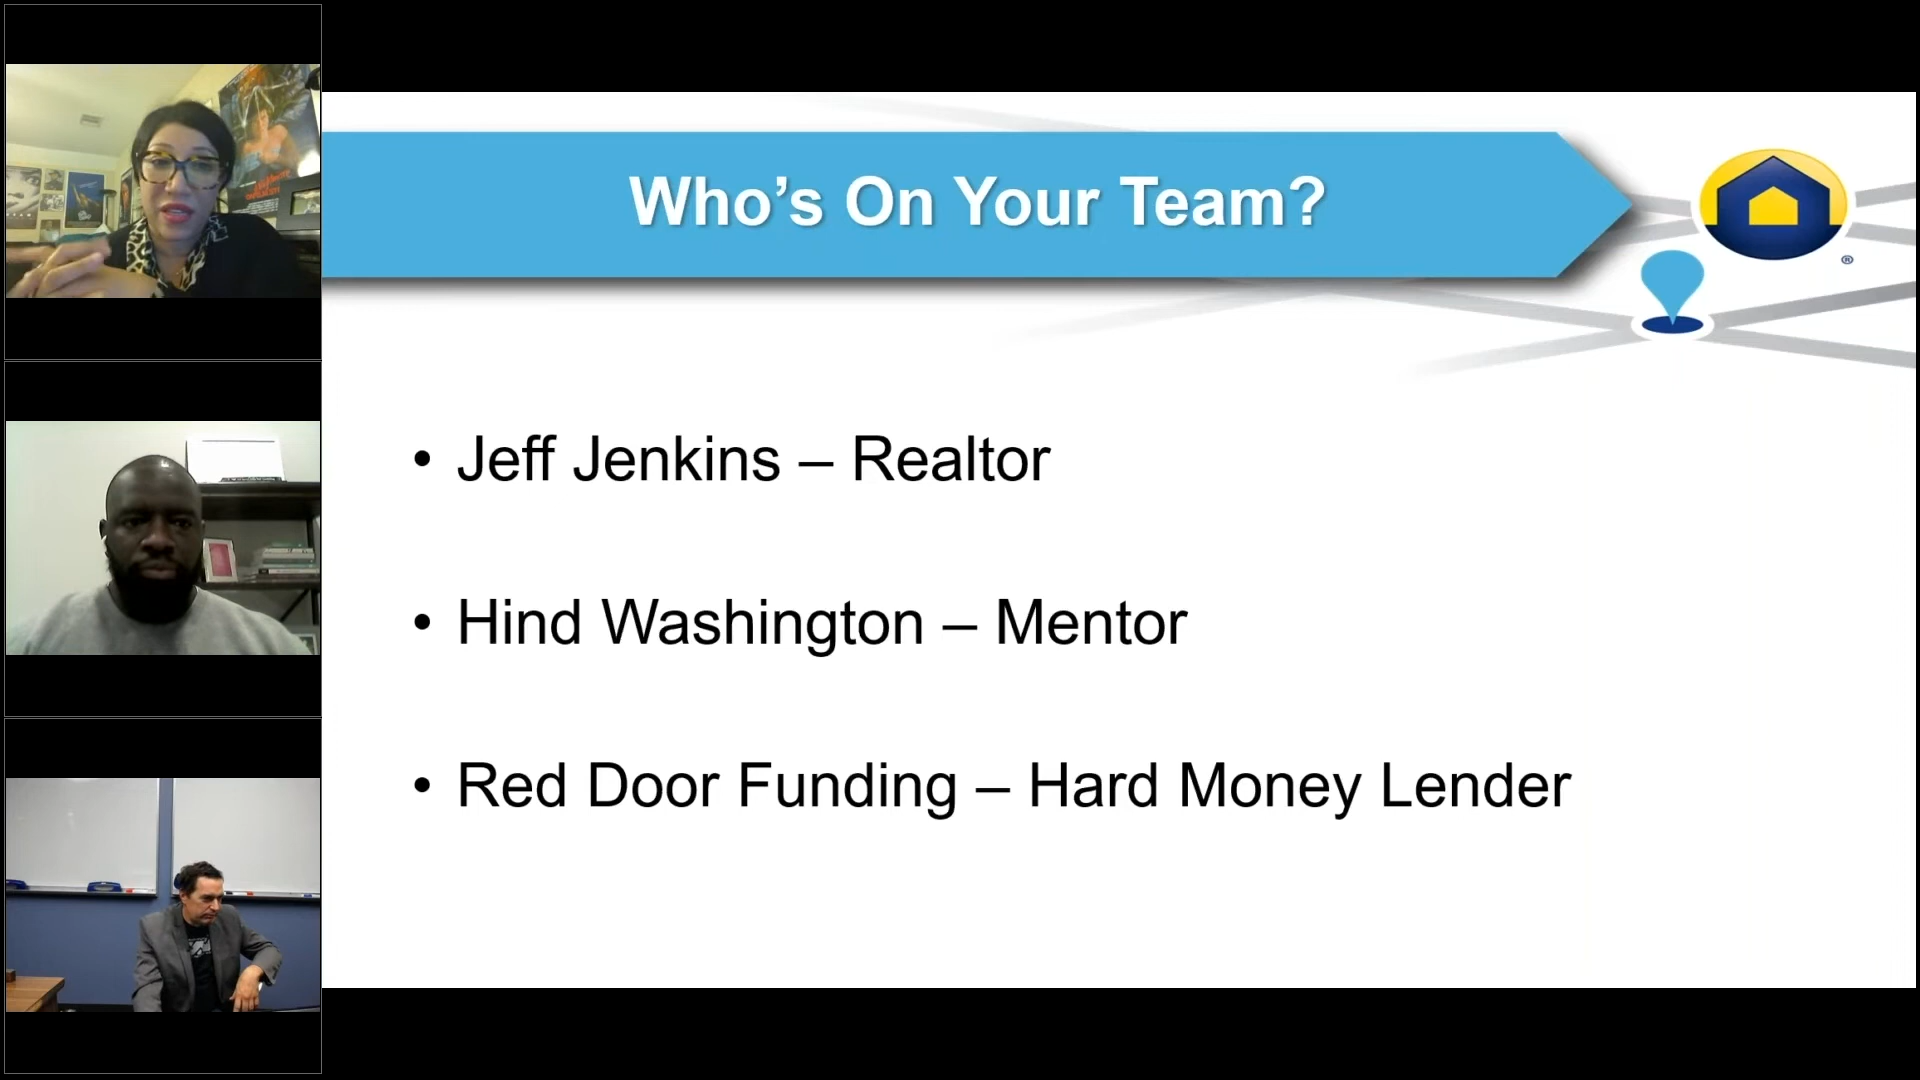 Who’s On Your Team?
®
• Jeff Jenkins – Realtor
• Hind Washington – Mentor
• Red Door Funding – Hard Money Lender